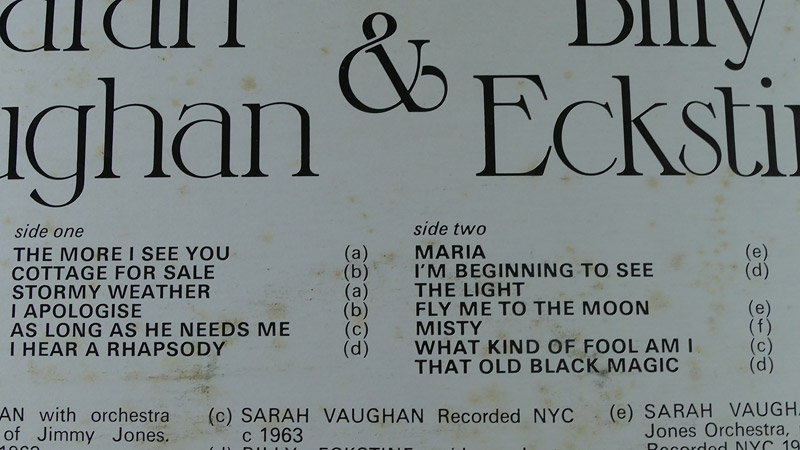 &
ughan Eckstin
side one
THE MORE I SEE YOU (a)
COTTAGE FOR SALE (b)
STORMY WEATHER (a)
I APOLOGISE (b)
AS LONG AS HE NEEDS ME (c)
I HEAR A RHAPSODY (d)
side two
MARIA (e)
I'M BEGINNING TO SEE (d)
THE LIGHT
FLY ME TO THE MOON (e)
MISTY (f)
WHAT KIND OF FOOL AM I (c)
THAT OLD BLACK MAGIC (d)
AN with orchestra
of Jimmy Jones.
(c) SARAH VAUGHAN Recorded NYC
c 1963
(e) SARAH VAUGHA
Jones Orchestra,